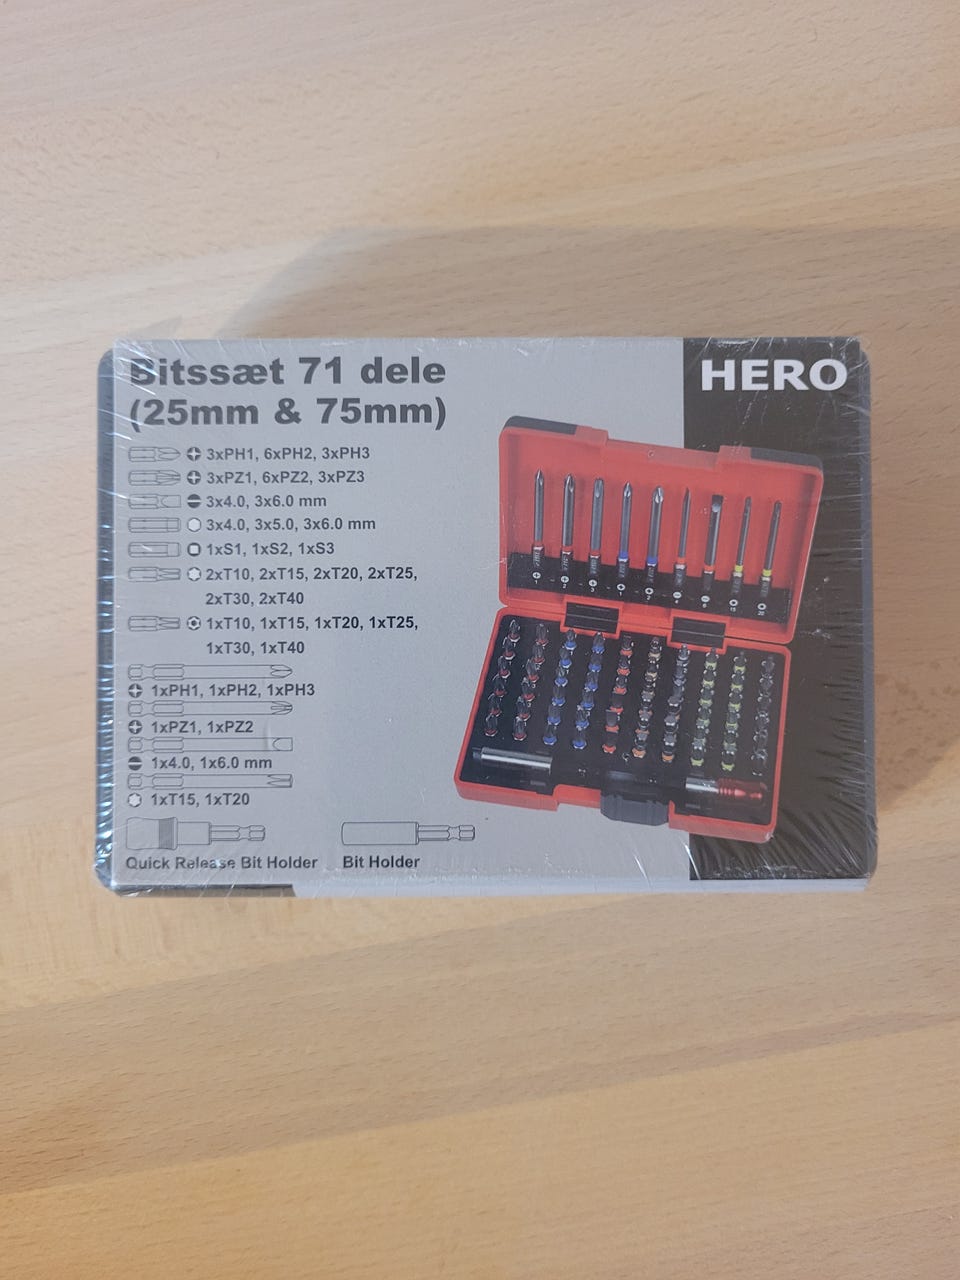 Bitssæt 71 dele
(25mm & 75mm)
HERO
3xPH1, 6xPH2, 3xPH3
3xPZ1, 6xPZ2, 3xPZ3
3x4.0, 3x6.0 mm
3x4.0, 3x5.0, 3x6.0 mm
1xS1, 1xS2, 1xS3
2xT10, 2xT15, 2xT20, 2xT25,
2xT30, 2xT40
1xT10, 1xT15, 1xT20, 1xT25,
1xT30, 1xT40
1xPH1, 1xPH2, 1xPH3
1xPZ1, 1xPZ2
1x4.0, 1x6.0 mm
1xT15, 1xT20
Quick Release Bit Holder
Bit Holder